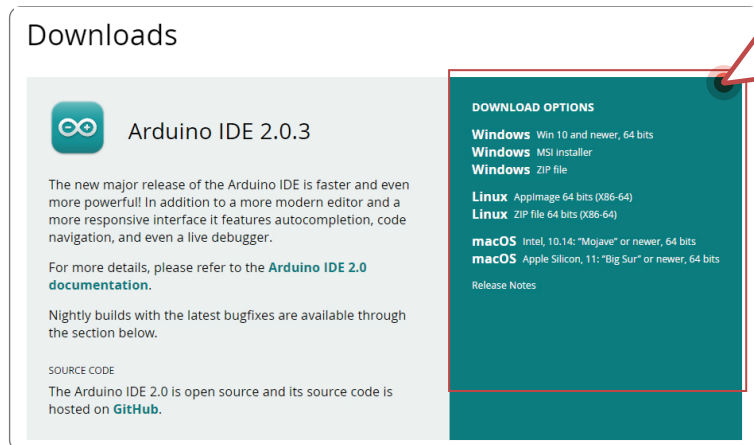 Downloads
Arduino IDE 2.0.3
The new major release of the Arduino IDE is faster and even
more powerful! In addition to a more modern editor and a
more responsive interface it features autocompletion, code
navigation, and even a live debugger.
For more details, please refer to the Arduino IDE 2.0
documentation.
Nightly builds with the latest bugfixes are available through
the section below.
SOURCE CODE
The Arduino IDE 2.0 is open source and its source code is
hosted on GitHub.
DOWNLOAD OPTIONS
Windows Win 10 and newer, 64 bits
Windows MSI installer
Windows ZIP file
Linux AppImage 64 bits (X86-64)
Linux ZIP file 64 bits (X86-64)
macOS Intel, 10.14: “Mojave” or newer, 64 bits
macOS Apple Silicon, 11: “Big Sur” or newer, 64 bits
Release Notes